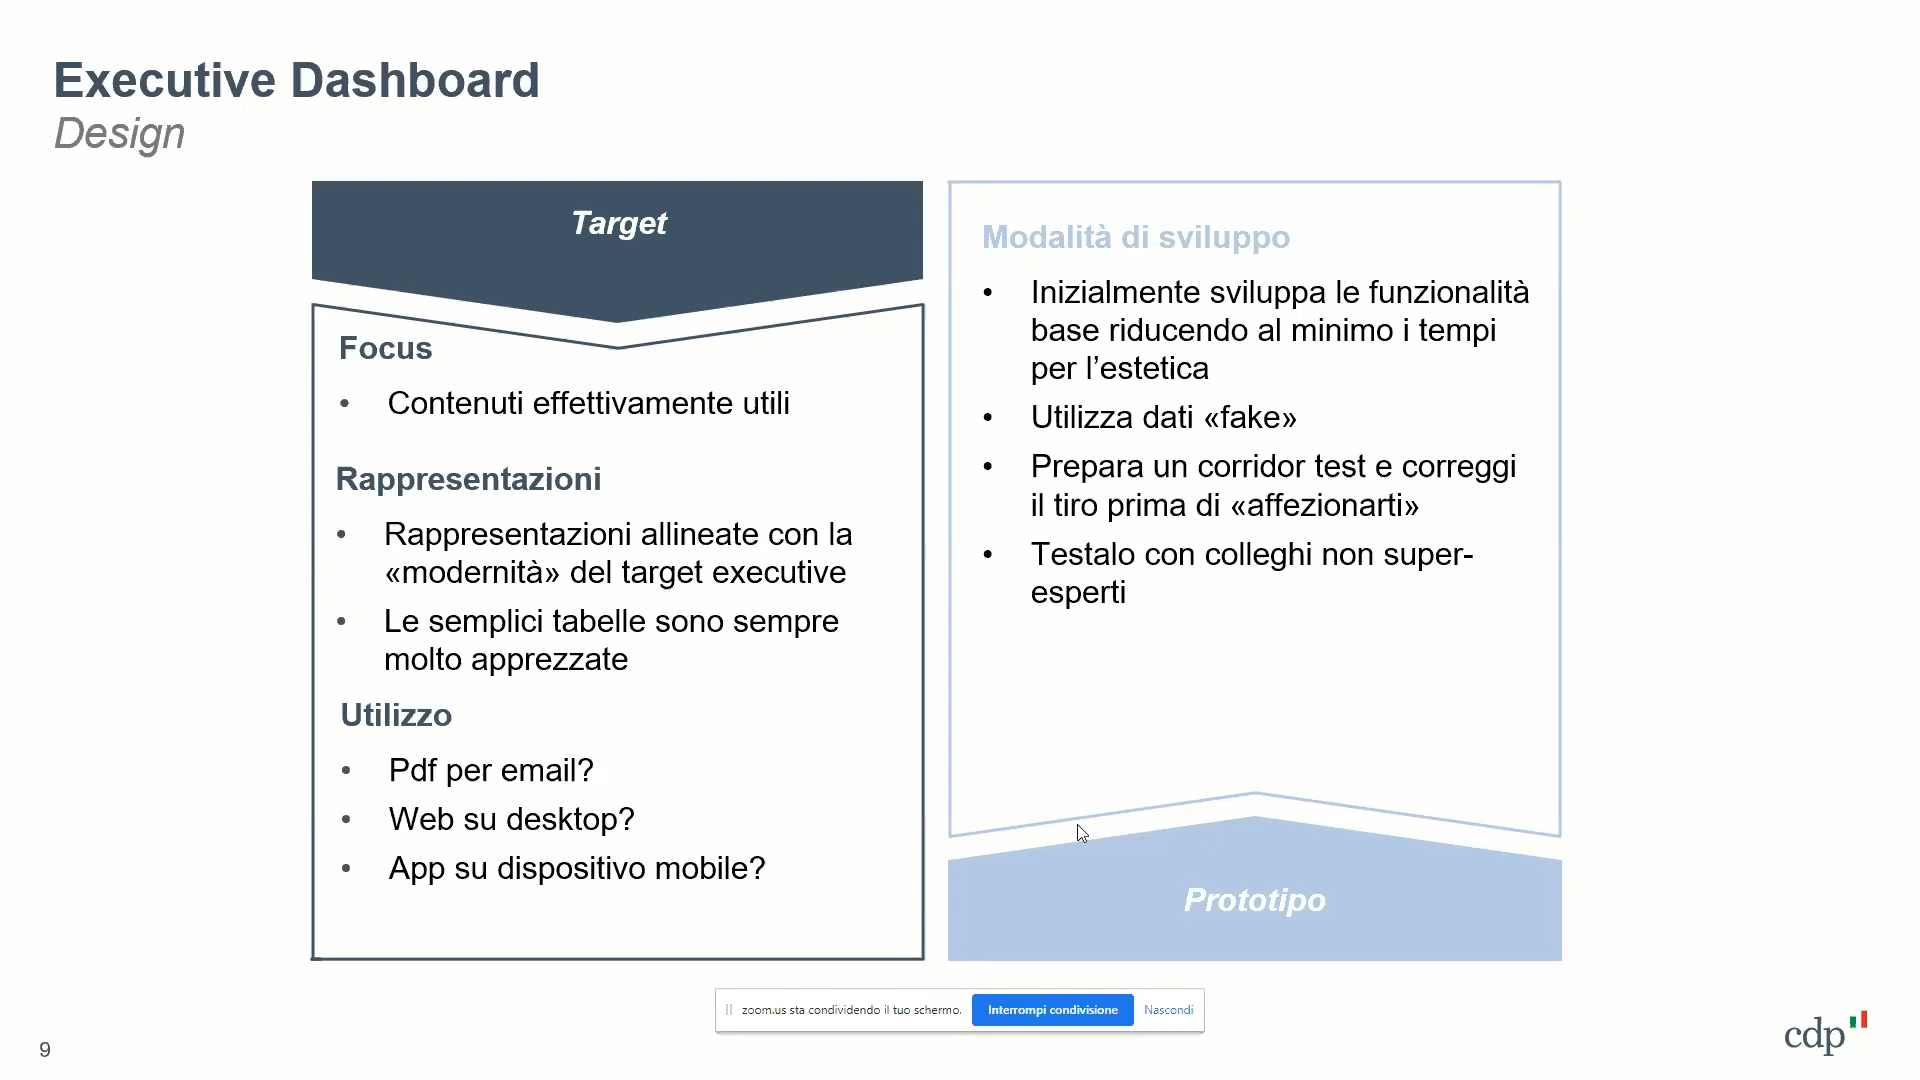 Executive Dashboard
Design
Target
Focus
• Contenuti effettivamente utili
Rappresentazioni
• Rappresentazioni allineate con la
«modernità» del target executive
• Le semplici tabelle sono sempre
molto apprezzate
Utilizzo
• Pdf per email?
• Web su desktop?
• App su dispositivo mobile?
Modalità di sviluppo
• Inizialmente sviluppa le funzionalità
base riducendo al minimo i tempi
per l’estetica
• Utilizza dati «fake»
• Prepara un corridor test e correggi
il tiro prima di «affezionarti»
• Testalo con colleghi non super-
esperti
Prototipo
zoom.us sta condividendo il tuo schermo. Interrompi condivisione Nascondi
9
cdp